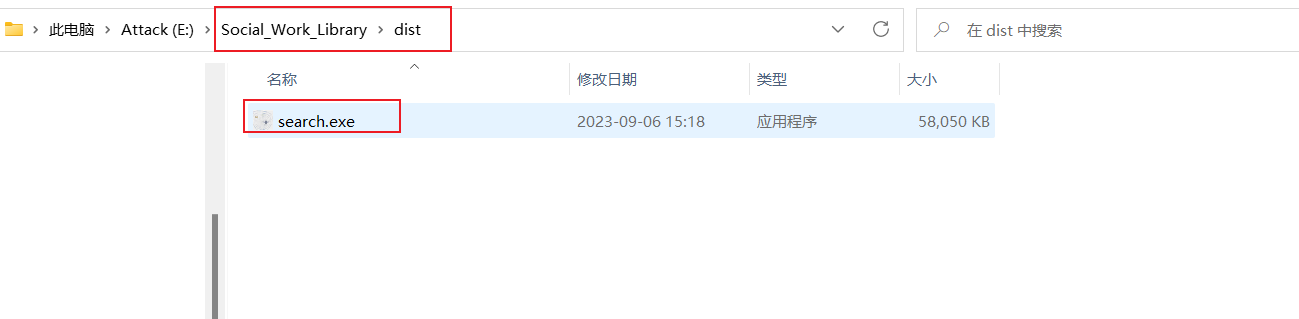 此电脑 Attack (E:) Social_Work_Library dist 在 dist 中搜索
名称 修改日期 类型 大小
search.exe 2023-09-06 15:18 应用程序 58,050 KB